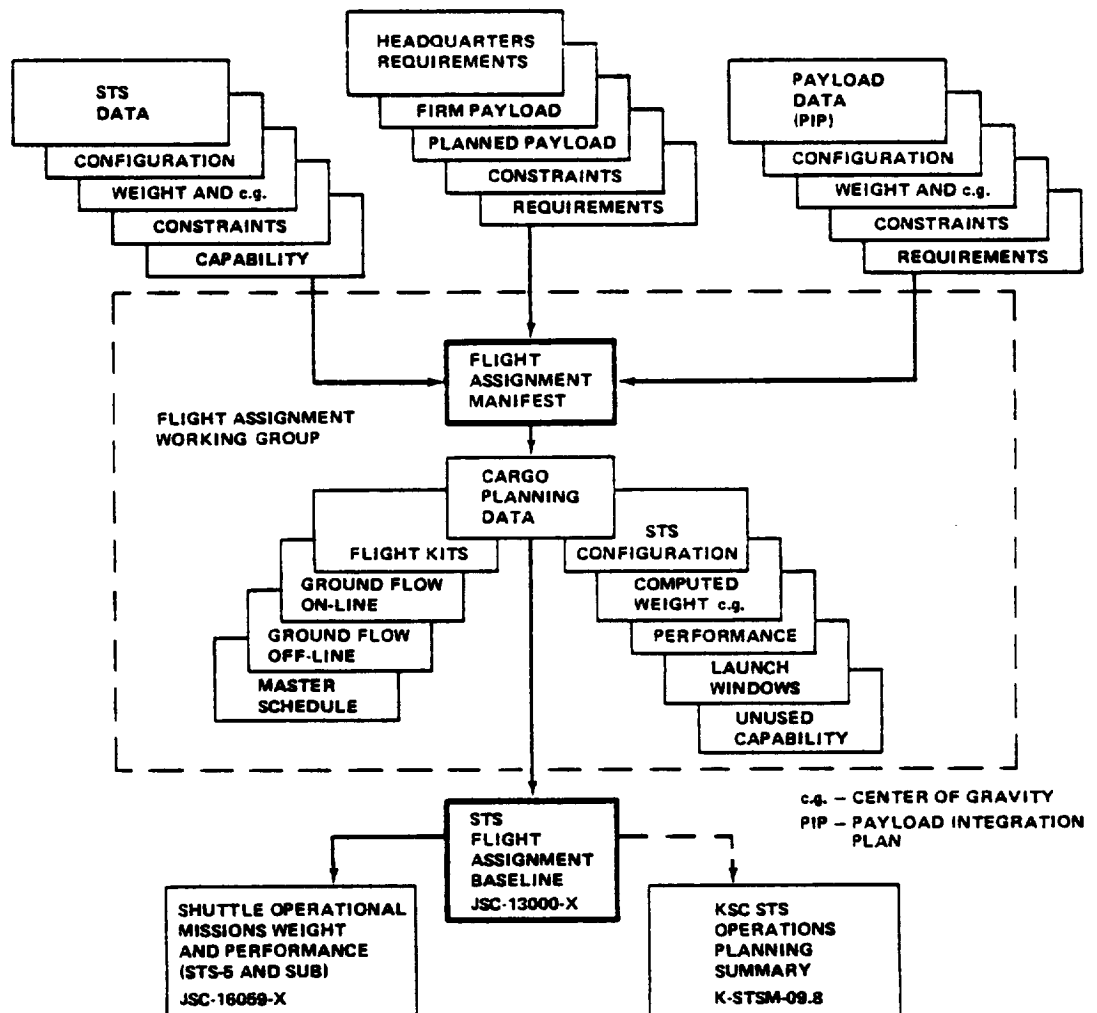 HEADQUARTERS
REQUIREMENTS
FIRM PAYLOAD
PLANNED PAYLOAD
CONSTRAINTS
REQUIREMENTS
STS
DATA
CONFIGURATION
WEIGHT AND c.g.
CONSTRAINTS
CAPABILITY
PAYLOAD
DATA
(PIP)
CONFIGURATION
WEIGHT AND c.g.
CONSTRAINTS
REQUIREMENTS
FLIGHT
ASSIGNMENT
MANIFEST
FLIGHT ASSIGNMENT
WORKING GROUP
CARGO
PLANNING
DATA
FLIGHT KITS
GROUND FLOW
ON-LINE
GROUND FLOW
OFF-LINE
MASTER
SCHEDULE
STS
CONFIGURATION
COMPUTED
WEIGHT c.g.
PERFORMANCE
LAUNCH
WINDOWS
UNUSED
CAPABILITY
c.g. – CENTER OF GRAVITY
PIP – PAYLOAD INTEGRATION
PLAN
STS
FLIGHT
ASSIGNMENT
BASELINE
JSC-13000-X
SHUTTLE OPERATIONAL
MISSIONS WEIGHT
AND PERFORMANCE
(STS-5 AND SUB)
JSC-16059-X
KSC STS
OPERATIONS
PLANNING
SUMMARY
K-STSM-09.8